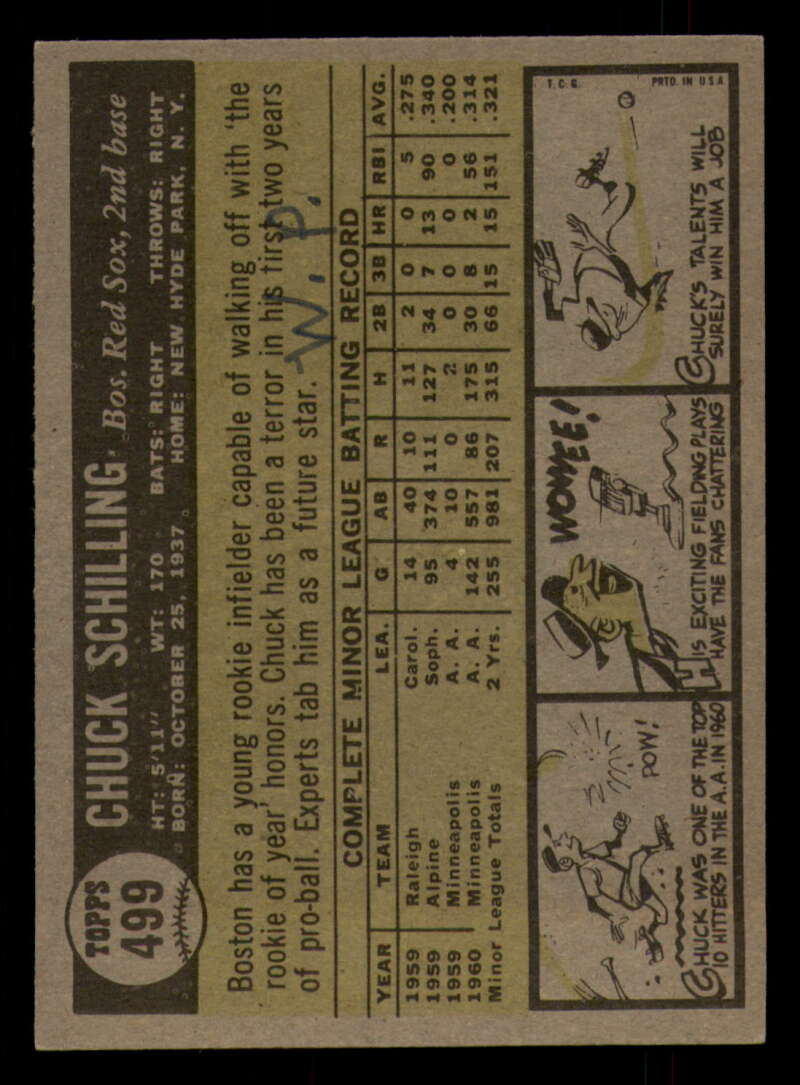 TOPPS
499
CHUCK SCHILLING Bos. Red Sox, 2nd base
HT: 5'11" WT: 170 BATS: RIGHT THROWS: RIGHT
BORN: OCTOBER 25, 1937 HOME: NEW HYDE PARK, N. Y.
Boston has a young rookie infielder capable of walking off with 'the
rookie of year' honors. Chuck has been a terror in his first two years
of pro-ball. Experts tab him as a future star. W. P.
COMPLETE MINOR LEAGUE BATTING RECORD
YEAR TEAM LEA. G AB R H 2B 3B HR RBI AVG.
1959 Raleigh Carol. 14 40 10 11 2 0 0 5 .275
1959 Alpine Soph. 95 374 111 127 34 7 13 90 .340
1959 Minneapolis A. A. 4 10 0 2 0 0 0 0 .200
1960 Minneapolis A. A. 142 557 86 175 30 8 2 56 .314
Minor League Totals 2 Yrs. 255 981 207 315 66 15 15 151 .321
POW!
CHUCK WAS ONE OF THE TOP
10 HITTERS IN THE A.A. IN 1960
WOWEE!
HIS EXCITING FIELDING PLAYS
HAVE THE FANS CHATTERING
T.C.G. PRTD. IN U.S.A.
CHUCK'S TALENTS WILL
SURELY WIN HIM A JOB